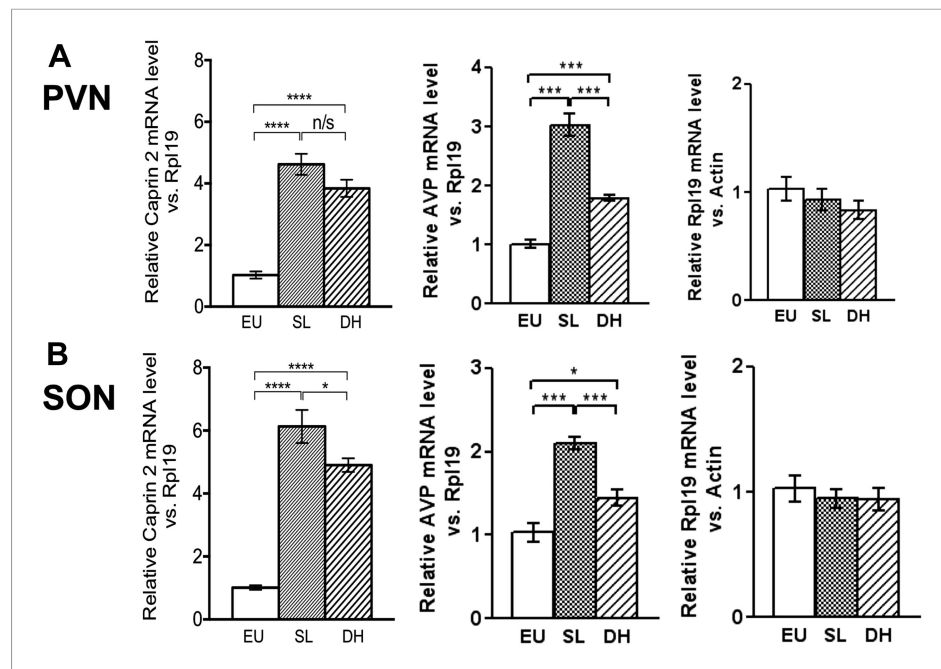 A
PVN
Relative Caprin 2 mRNA level
vs. Rpl19
8
6
4
2
0
****
****
n/s
EU SL DH
Relative AVP mRNA level
vs. Rpl19
4
3
2
1
0
***
*** ***
EU SL DH
Relative Rpl19 mRNA level
vs. Actin
2
1
0
EU SL DH
B
SON
Relative Caprin 2 mRNA level
vs. Rpl19
8
6
4
2
0
****
**** *
EU SL DH
Relative AVP mRNA level
vs. Rpl19
3
2
1
0
*
*** ***
EU SL DH
Relative Rpl19 mRNA level
vs. Actin
2
1
0
EU SL DH